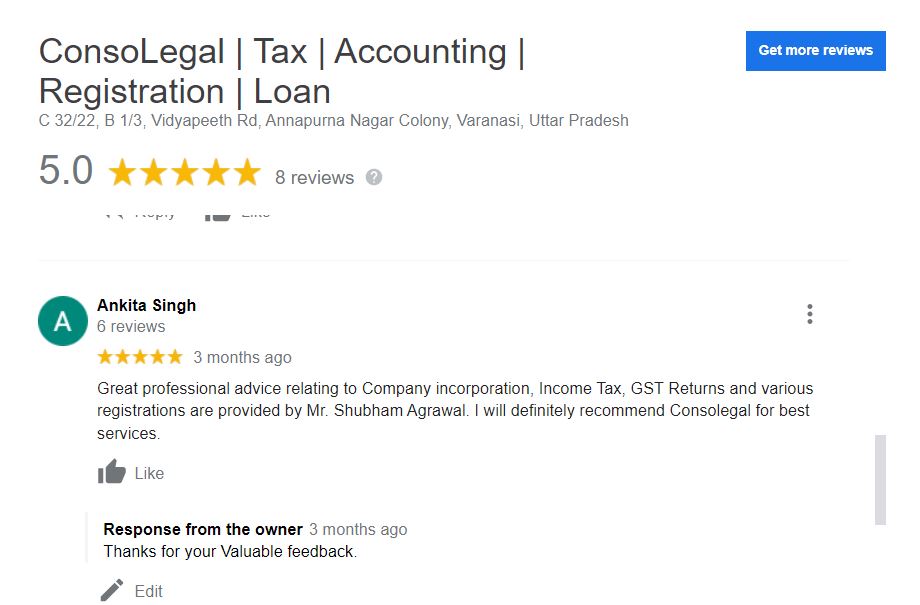 ConsoLegal | Tax | Accounting |
Registration | Loan
Get more reviews
C 32/22, B 1/3, Vidyapeeth Rd, Annapurna Nagar Colony, Varanasi, Uttar Pradesh
5.0 8 reviews ?
Reply Like
A
Ankita Singh
6 reviews
3 months ago
Great professional advice relating to Company incorporation, Income Tax, GST Returns and various
registrations are provided by Mr. Shubham Agrawal. I will definitely recommend Consolegal for best
services.
Like
Response from the owner 3 months ago
Thanks for your Valuable feedback.
Edit